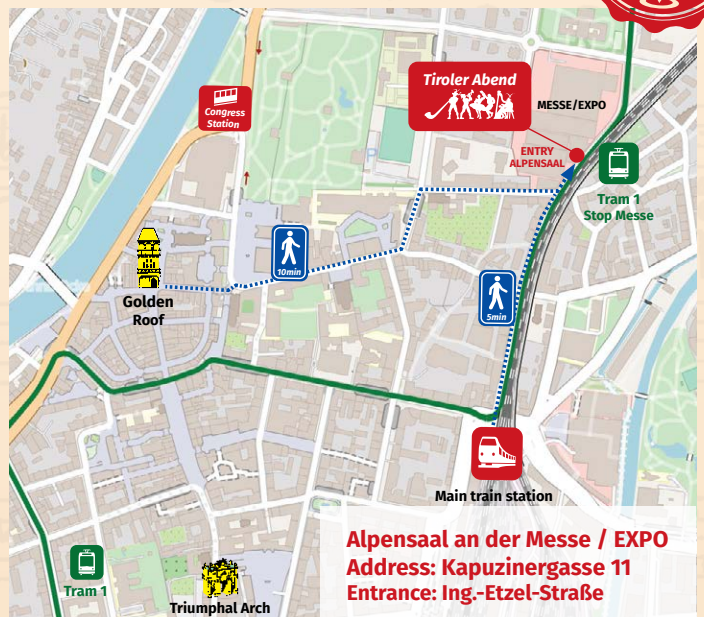 Congress
Station
Tiroler Abend
MESSE/EXPO
ENTRY
ALPENSAAL
Tram 1
Stop Messe
10min
Golden
Roof
5min
Main train station
Alpensaal an der Messe / EXPO
Address: Kapuzinergasse 11
Entrance: Ing.-Etzel-Straße
Tram 1
Triumphal Arch